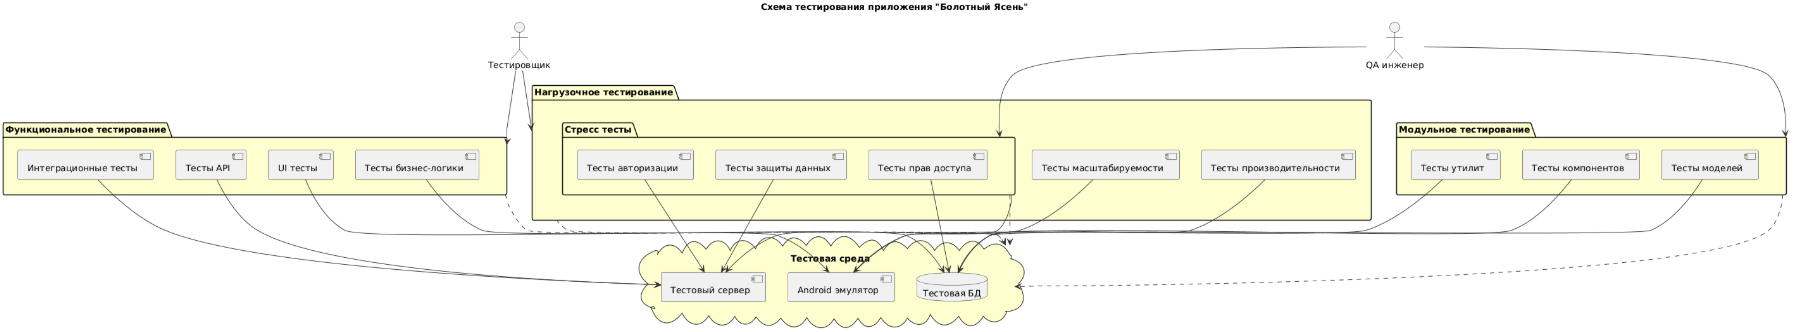 Схема тестирования приложения "Болотный Ясень"
Тестировщик
QA инженер
Нагрузочное тестирование
Функциональное тестирование
Стресс тесты
Модульное тестирование
Интеграционные тесты
Тесты API
UI тесты
Тесты бизнес-логики
Тесты авторизации
Тесты защиты данных
Тесты прав доступа
Тесты масштабируемости
Тесты производительности
Тесты утилит
Тесты компонентов
Тесты моделей
Тестовая среда
Тестовый сервер
Android эмулятор
Тестовая БД